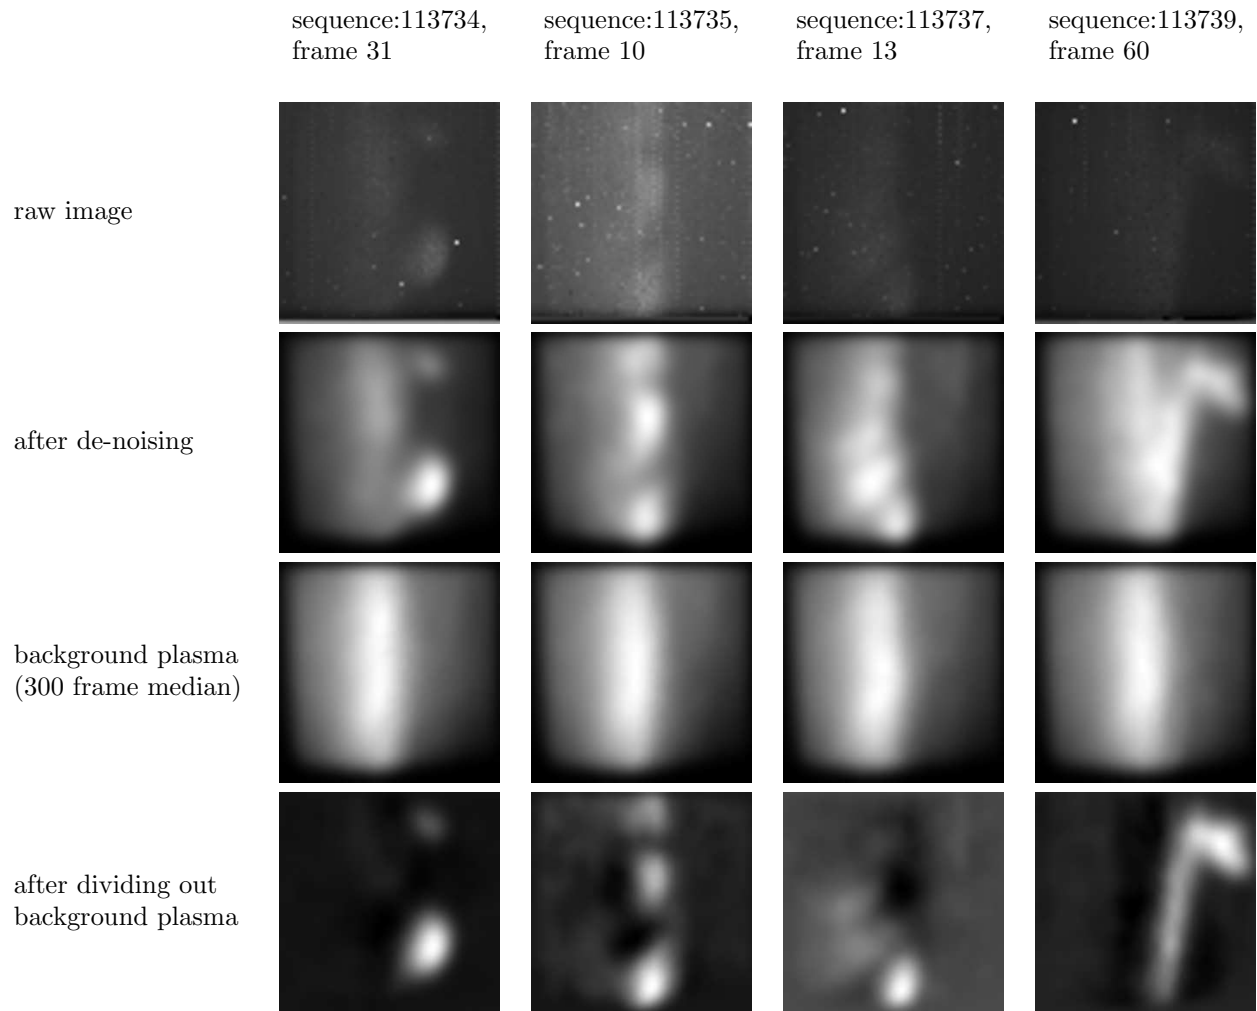 sequence:113734,
frame 31
sequence:113735,
frame 10
sequence:113737,
frame 13
sequence:113739,
frame 60
raw image
after de-noising
background plasma
(300 frame median)
after dividing out
background plasma